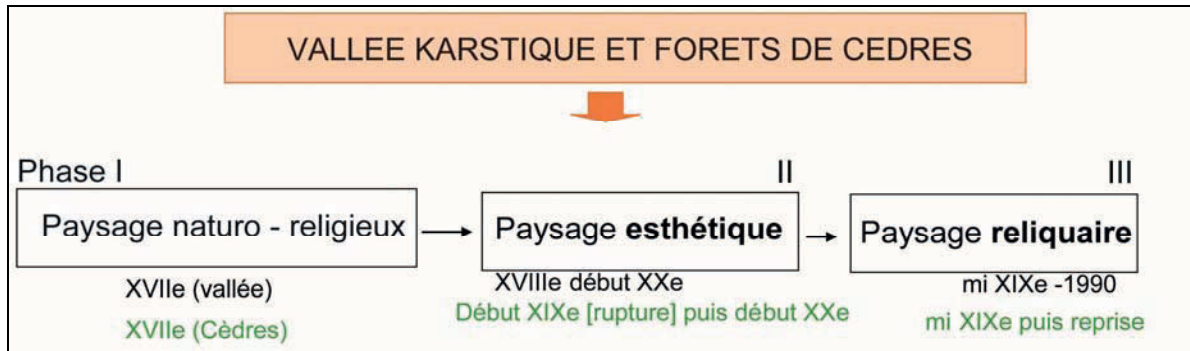 VALLEE KARSTIQUE ET FORETS DE CEDRES
Phase I
II
III
Paysage naturo - religieux
Paysage esthétique
Paysage reliquaire
XVIIe (vallée)
XVIIIe début XXe
mi XIXe -1990
XVIIe (Cèdres)
Début XIXe [rupture] puis début XXe
mi XIXe puis reprise